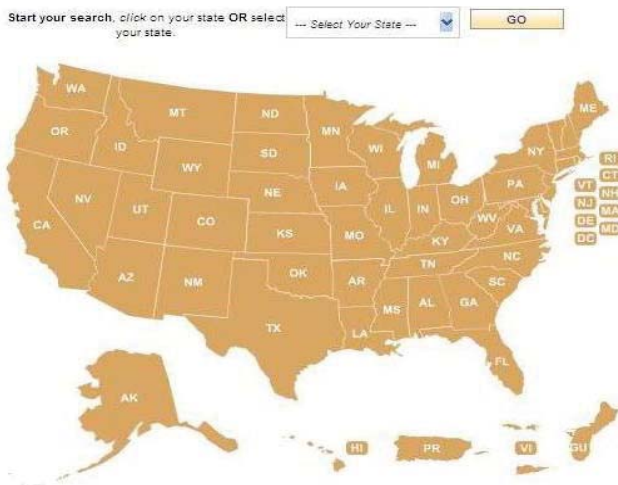 Start your search, click on your state OR select your state.
--- Select Your State ---
GO
WA
MT
ND
MN
ME
OR
ID
SD
WI
MI
NY
WY
RI
CT
NE
IA
PA
VT
NH
NV
UT
CO
IL
IN
OH
NJ
MA
CA
KS
MO
WV
VA
DE
MD
KY
DC
AZ
NM
OK
AR
TN
NC
SC
TX
LA
MS
AL
GA
FL
AK
HI
PR
VI
GU